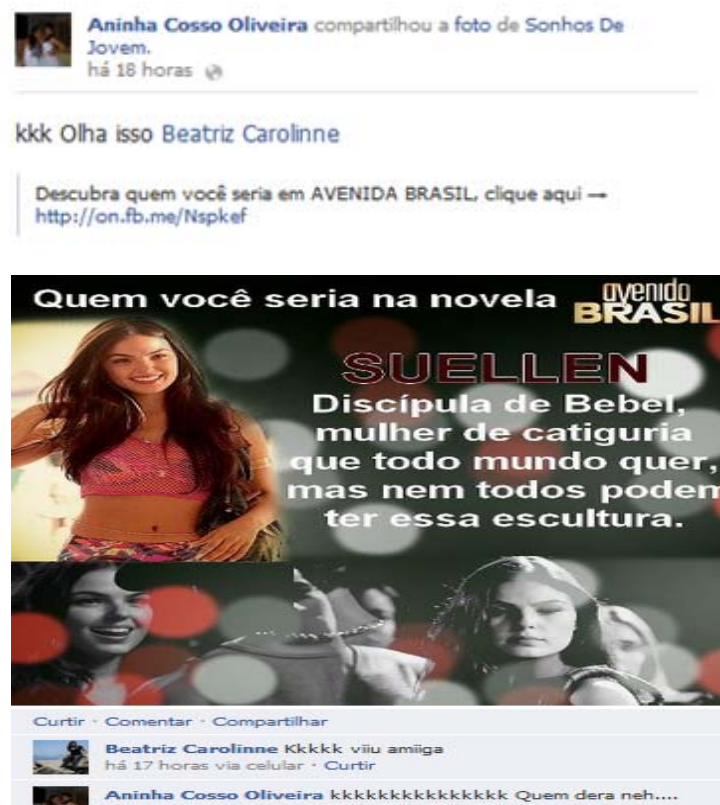 Aninha Cosso Oliveira compartilhou a foto de Sonhos De
Jovem.
há 18 horas
kkk Olha isso Beatriz Carolinne
Descubra quem você seria em AVENIDA BRASIL, clique aqui →
http://on.fb.me/Nspkef
Quem você seria na novela avenida BRASIL
SUELLEN
Discípula de Bebel,
mulher de catiguria
que todo mundo quer,
mas nem todos podem
ter essa escultura.
Curtir · Comentar · Compartilhar
Beatriz Carolinne Kkkkk viiu amiiga
há 17 horas via celular · Curtir
Aninha Cosso Oliveira kkkkkkkkkkkkkkk Quem dera neh....